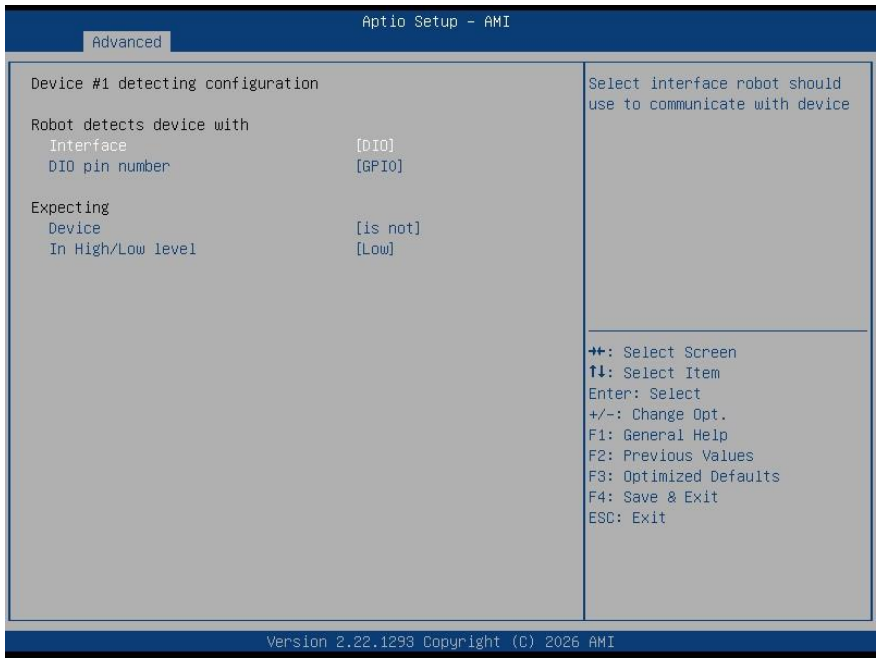 Aptio Setup - AMI
Advanced
Device #1 detecting configuration
Robot detects device with
Interface [DIO]
DIO pin number [GPIO]
Expecting
Device [is not]
In High/Low level [Low]
Select interface robot should
use to communicate with device
→←: Select Screen
↑↓: Select Item
Enter: Select
+/-: Change Opt.
F1: General Help
F2: Previous Values
F3: Optimized Defaults
F4: Save & Exit
ESC: Exit
Version 2.22.1293 Copyright (C) 2026 AMI